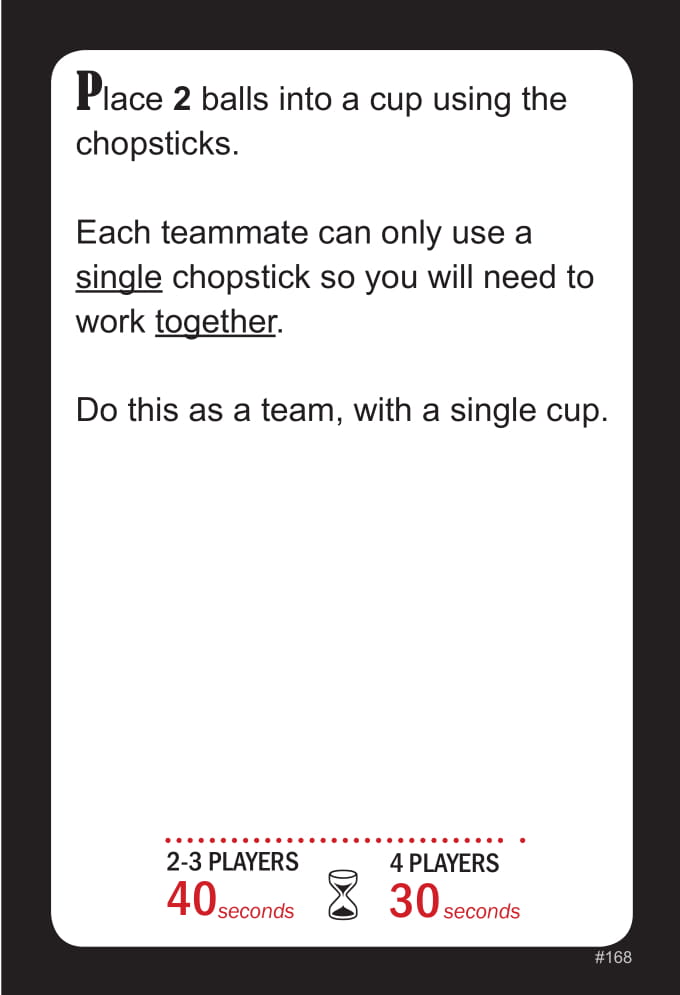 Place 2 balls into a cup using the
chopsticks.
Each teammate can only use a
single chopstick so you will need to
work together.
Do this as a team, with a single cup.
2-3 PLAYERS
40 seconds
4 PLAYERS
30 seconds
#168